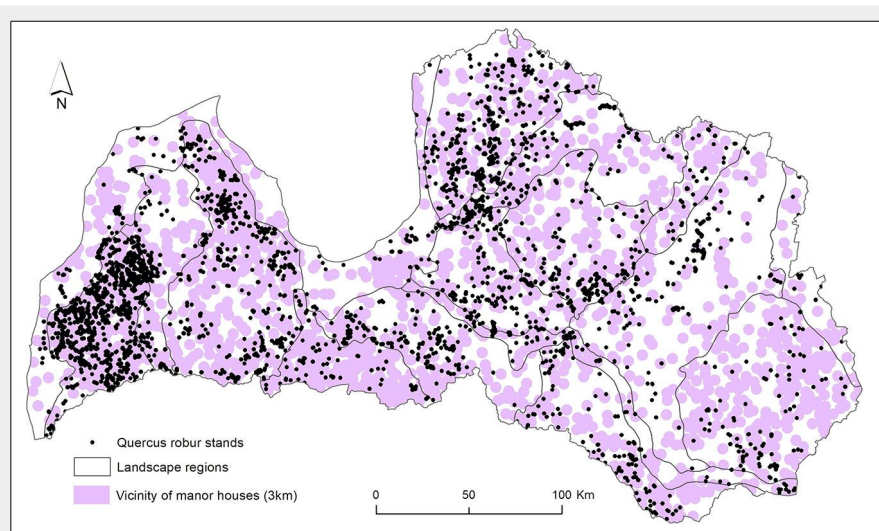 N
Quercus robur stands
Landscape regions
Vicinity of manor houses (3km)
0 50 100 Km